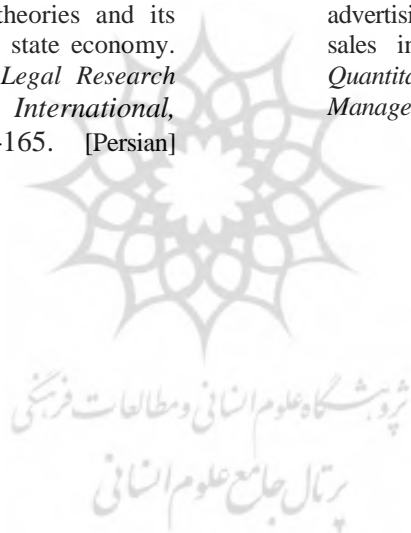 theories and its
state economy.
Legal Research
International,
-165. [Persian]
advertisi
sales in
Quantita
Manage
پژوهشگاه علوم انسانی و مطالعات فرهنگی
پرتال جامع علوم انسانی